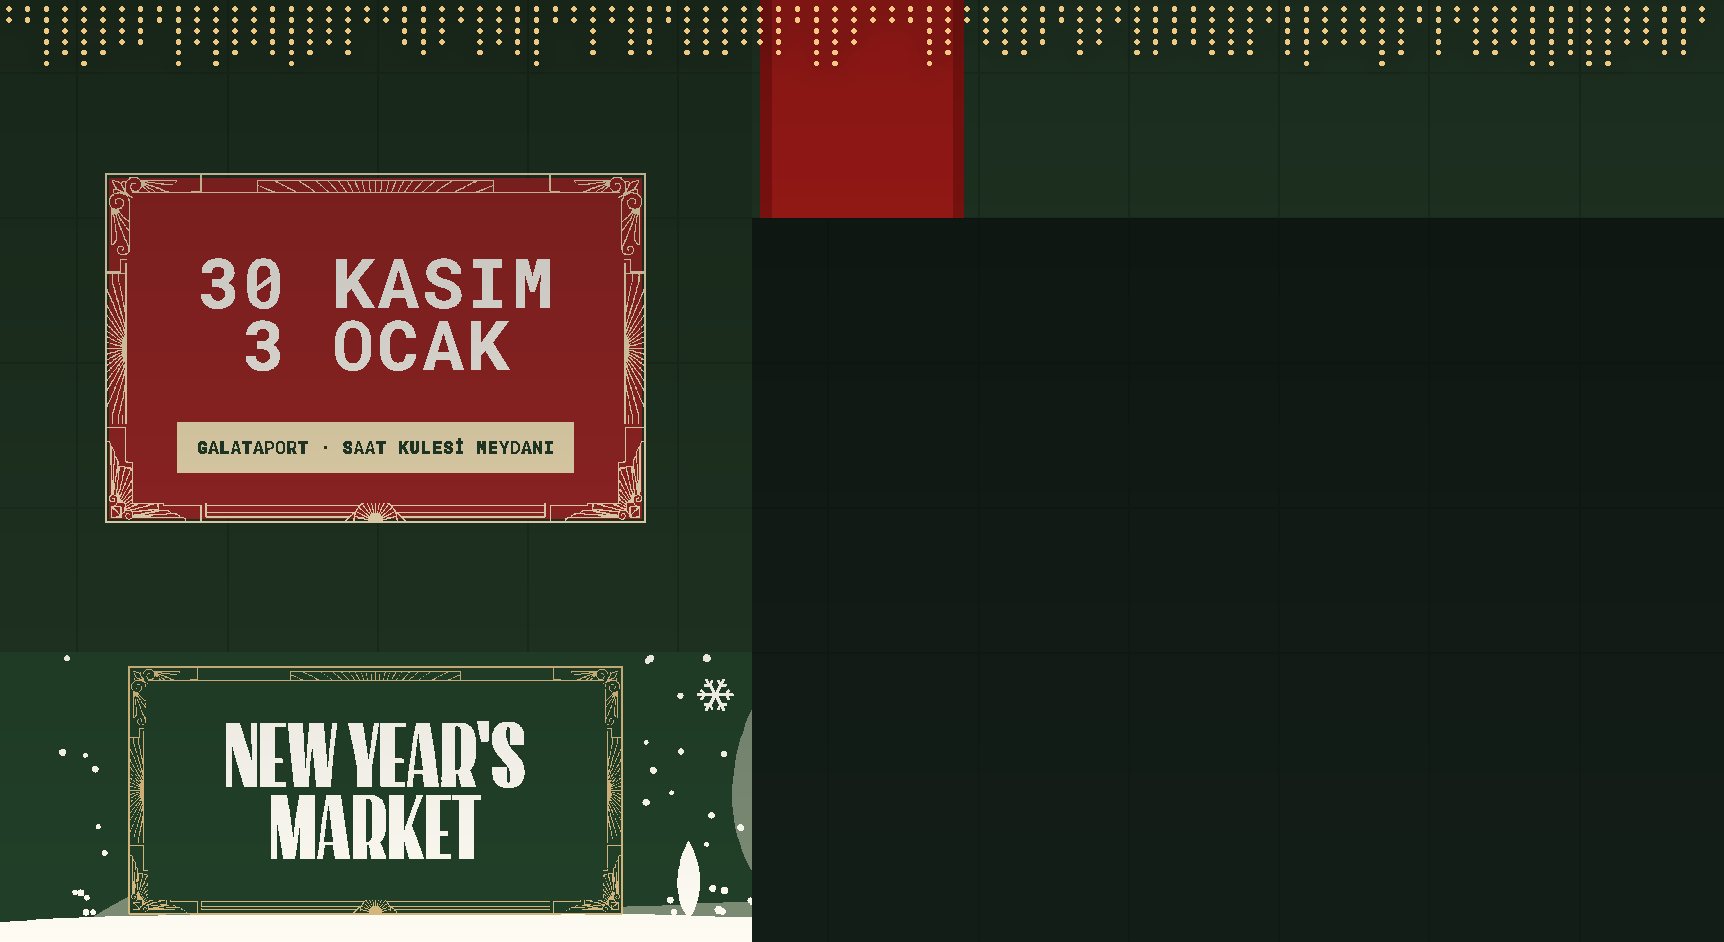 30 KASIM
3 OCAK
GALATAPORT · SAAT KULESİ MEYDANI
NEW YEAR'S
MARKET